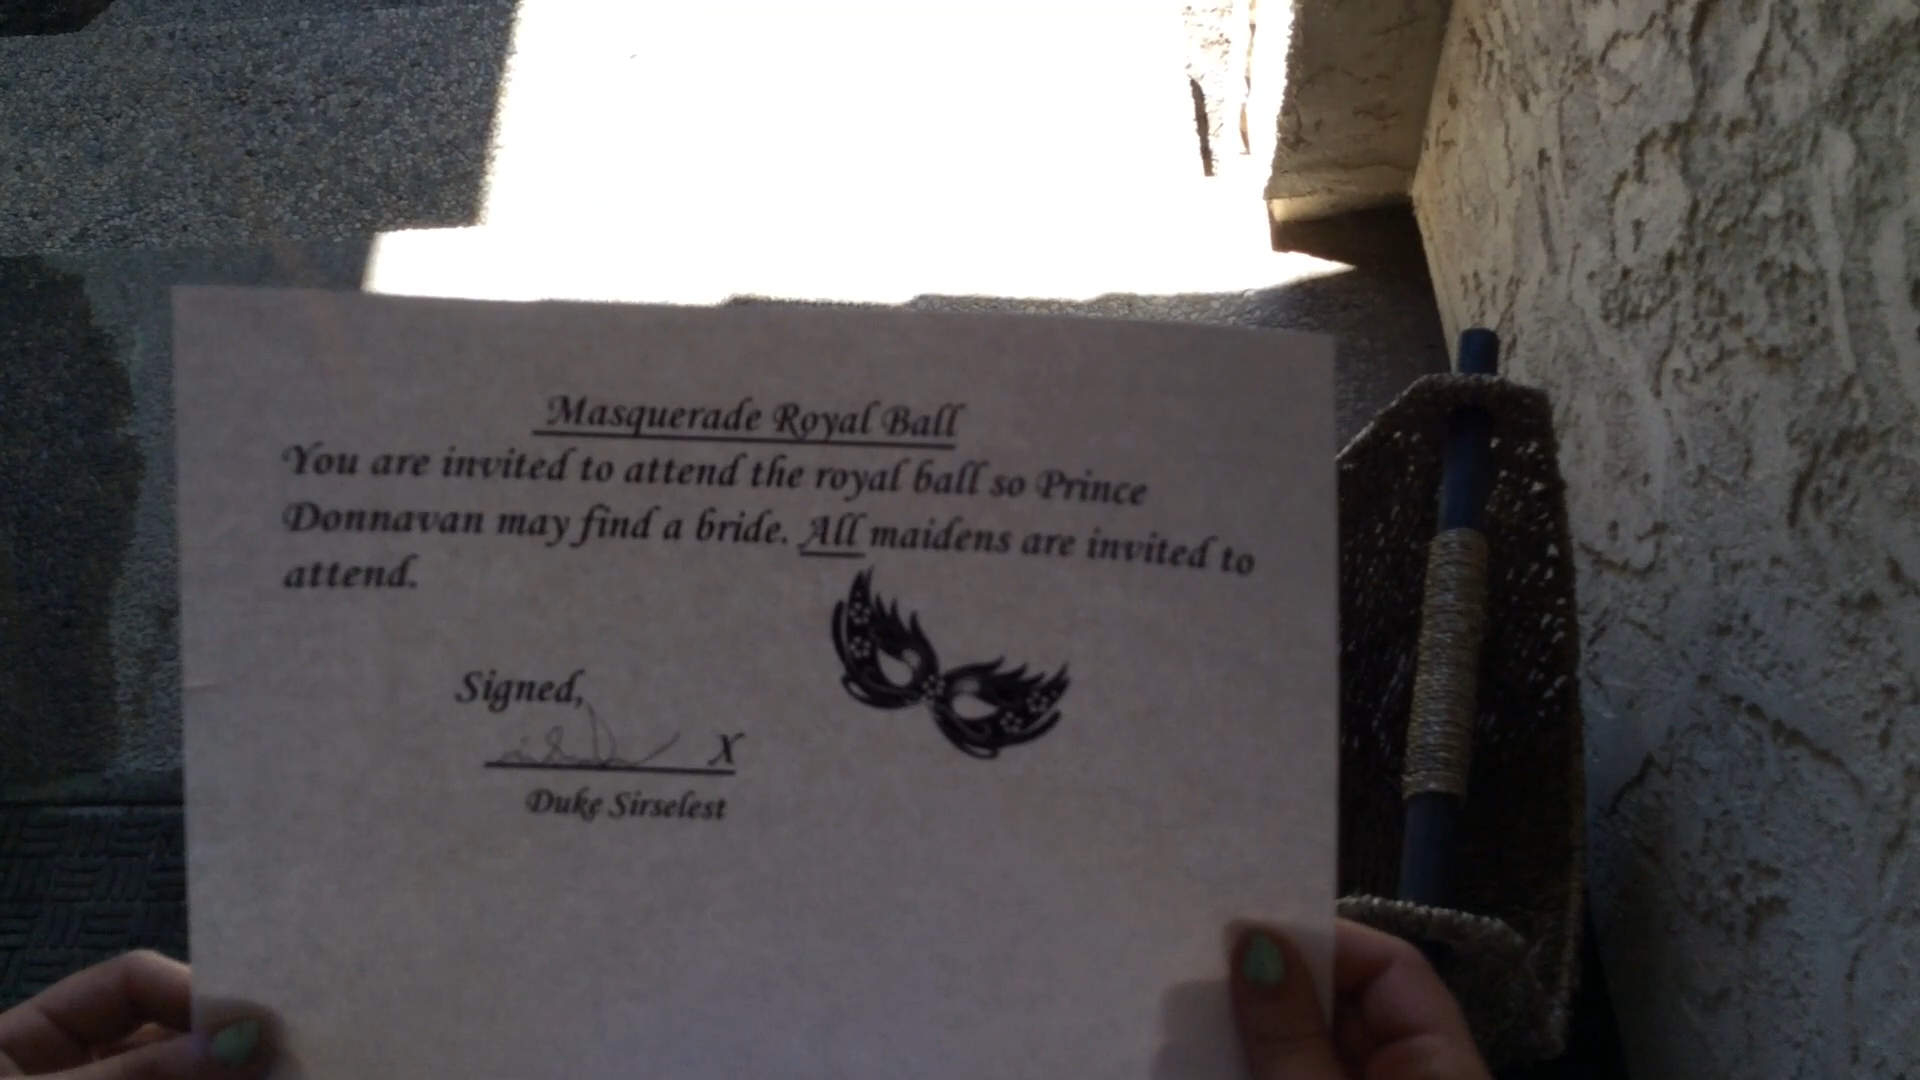 Masquerade Royal Ball
You are invited to attend the royal ball so Prince
Donnavan may find a bride. All maidens are invited to
attend.
Signed,
X
Duke Sirselest